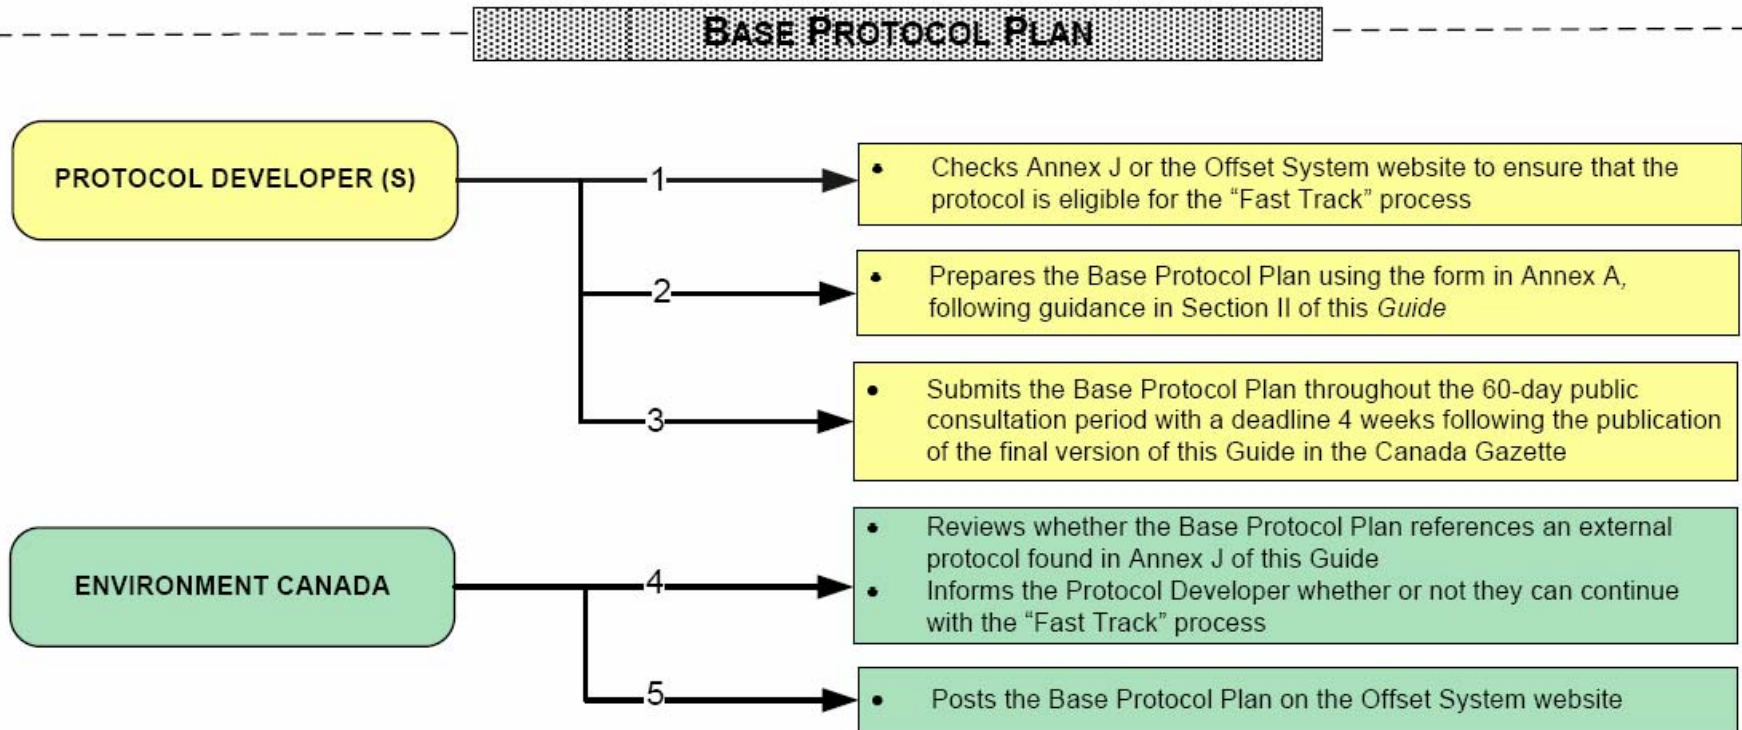 BASE PROTOCOL PLAN
PROTOCOL DEVELOPER (S)
1
• Checks Annex J or the Offset System website to ensure that the
protocol is eligible for the “Fast Track” process
2
• Prepares the Base Protocol Plan using the form in Annex A,
following guidance in Section II of this Guide
3
• Submits the Base Protocol Plan throughout the 60-day public
consultation period with a deadline 4 weeks following the publication
of the final version of this Guide in the Canada Gazette
ENVIRONMENT CANADA
4
• Reviews whether the Base Protocol Plan references an external
protocol found in Annex J of this Guide
• Informs the Protocol Developer whether or not they can continue
with the “Fast Track” process
5
• Posts the Base Protocol Plan on the Offset System website